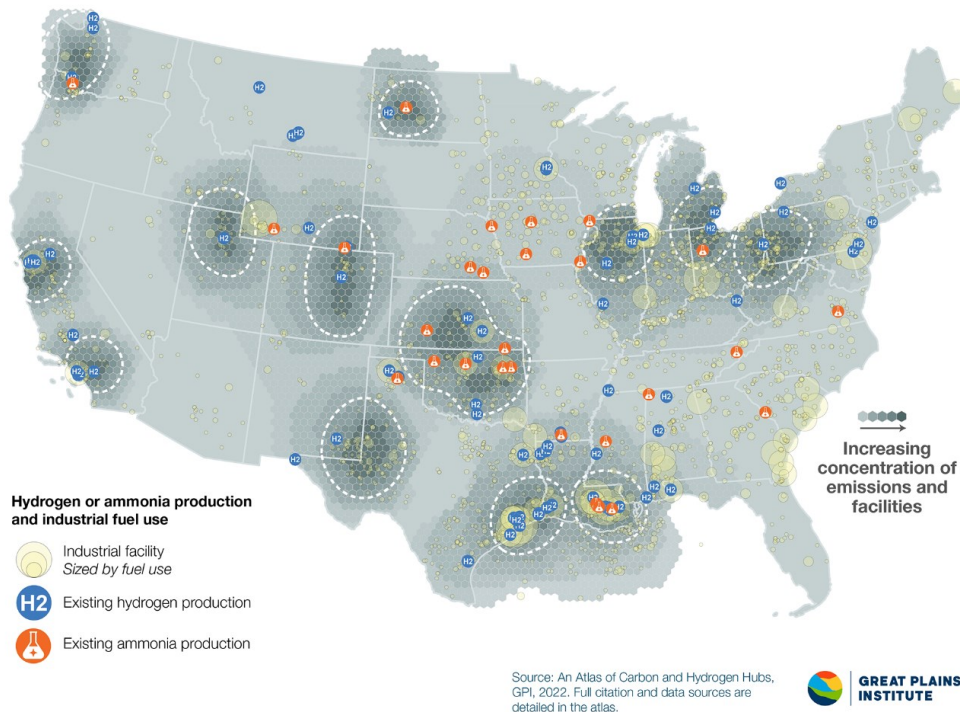 Increasing
concentration of
emissions and
facilities
Hydrogen or ammonia production
and industrial fuel use
Industrial facility
Sized by fuel use
H2
Existing hydrogen production
Existing ammonia production
Source: An Atlas of Carbon and Hydrogen Hubs,
GPI, 2022. Full citation and data sources are
detailed in the atlas.
GREAT PLAINS
INSTITUTE